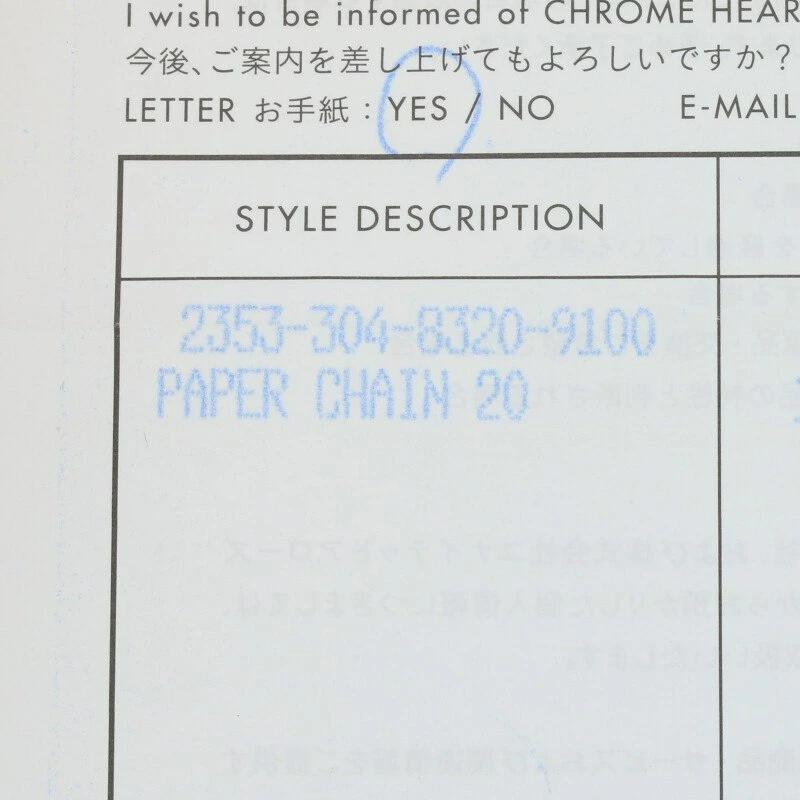 I wish to be informed of CHROME HEAR
今後、ご案内を差し上げてもよろしいですか？
LETTER お手紙 : YES / NO E-MAIL
STYLE DESCRIPTION
2353-304-8320-9100
PAPER CHAIN 20